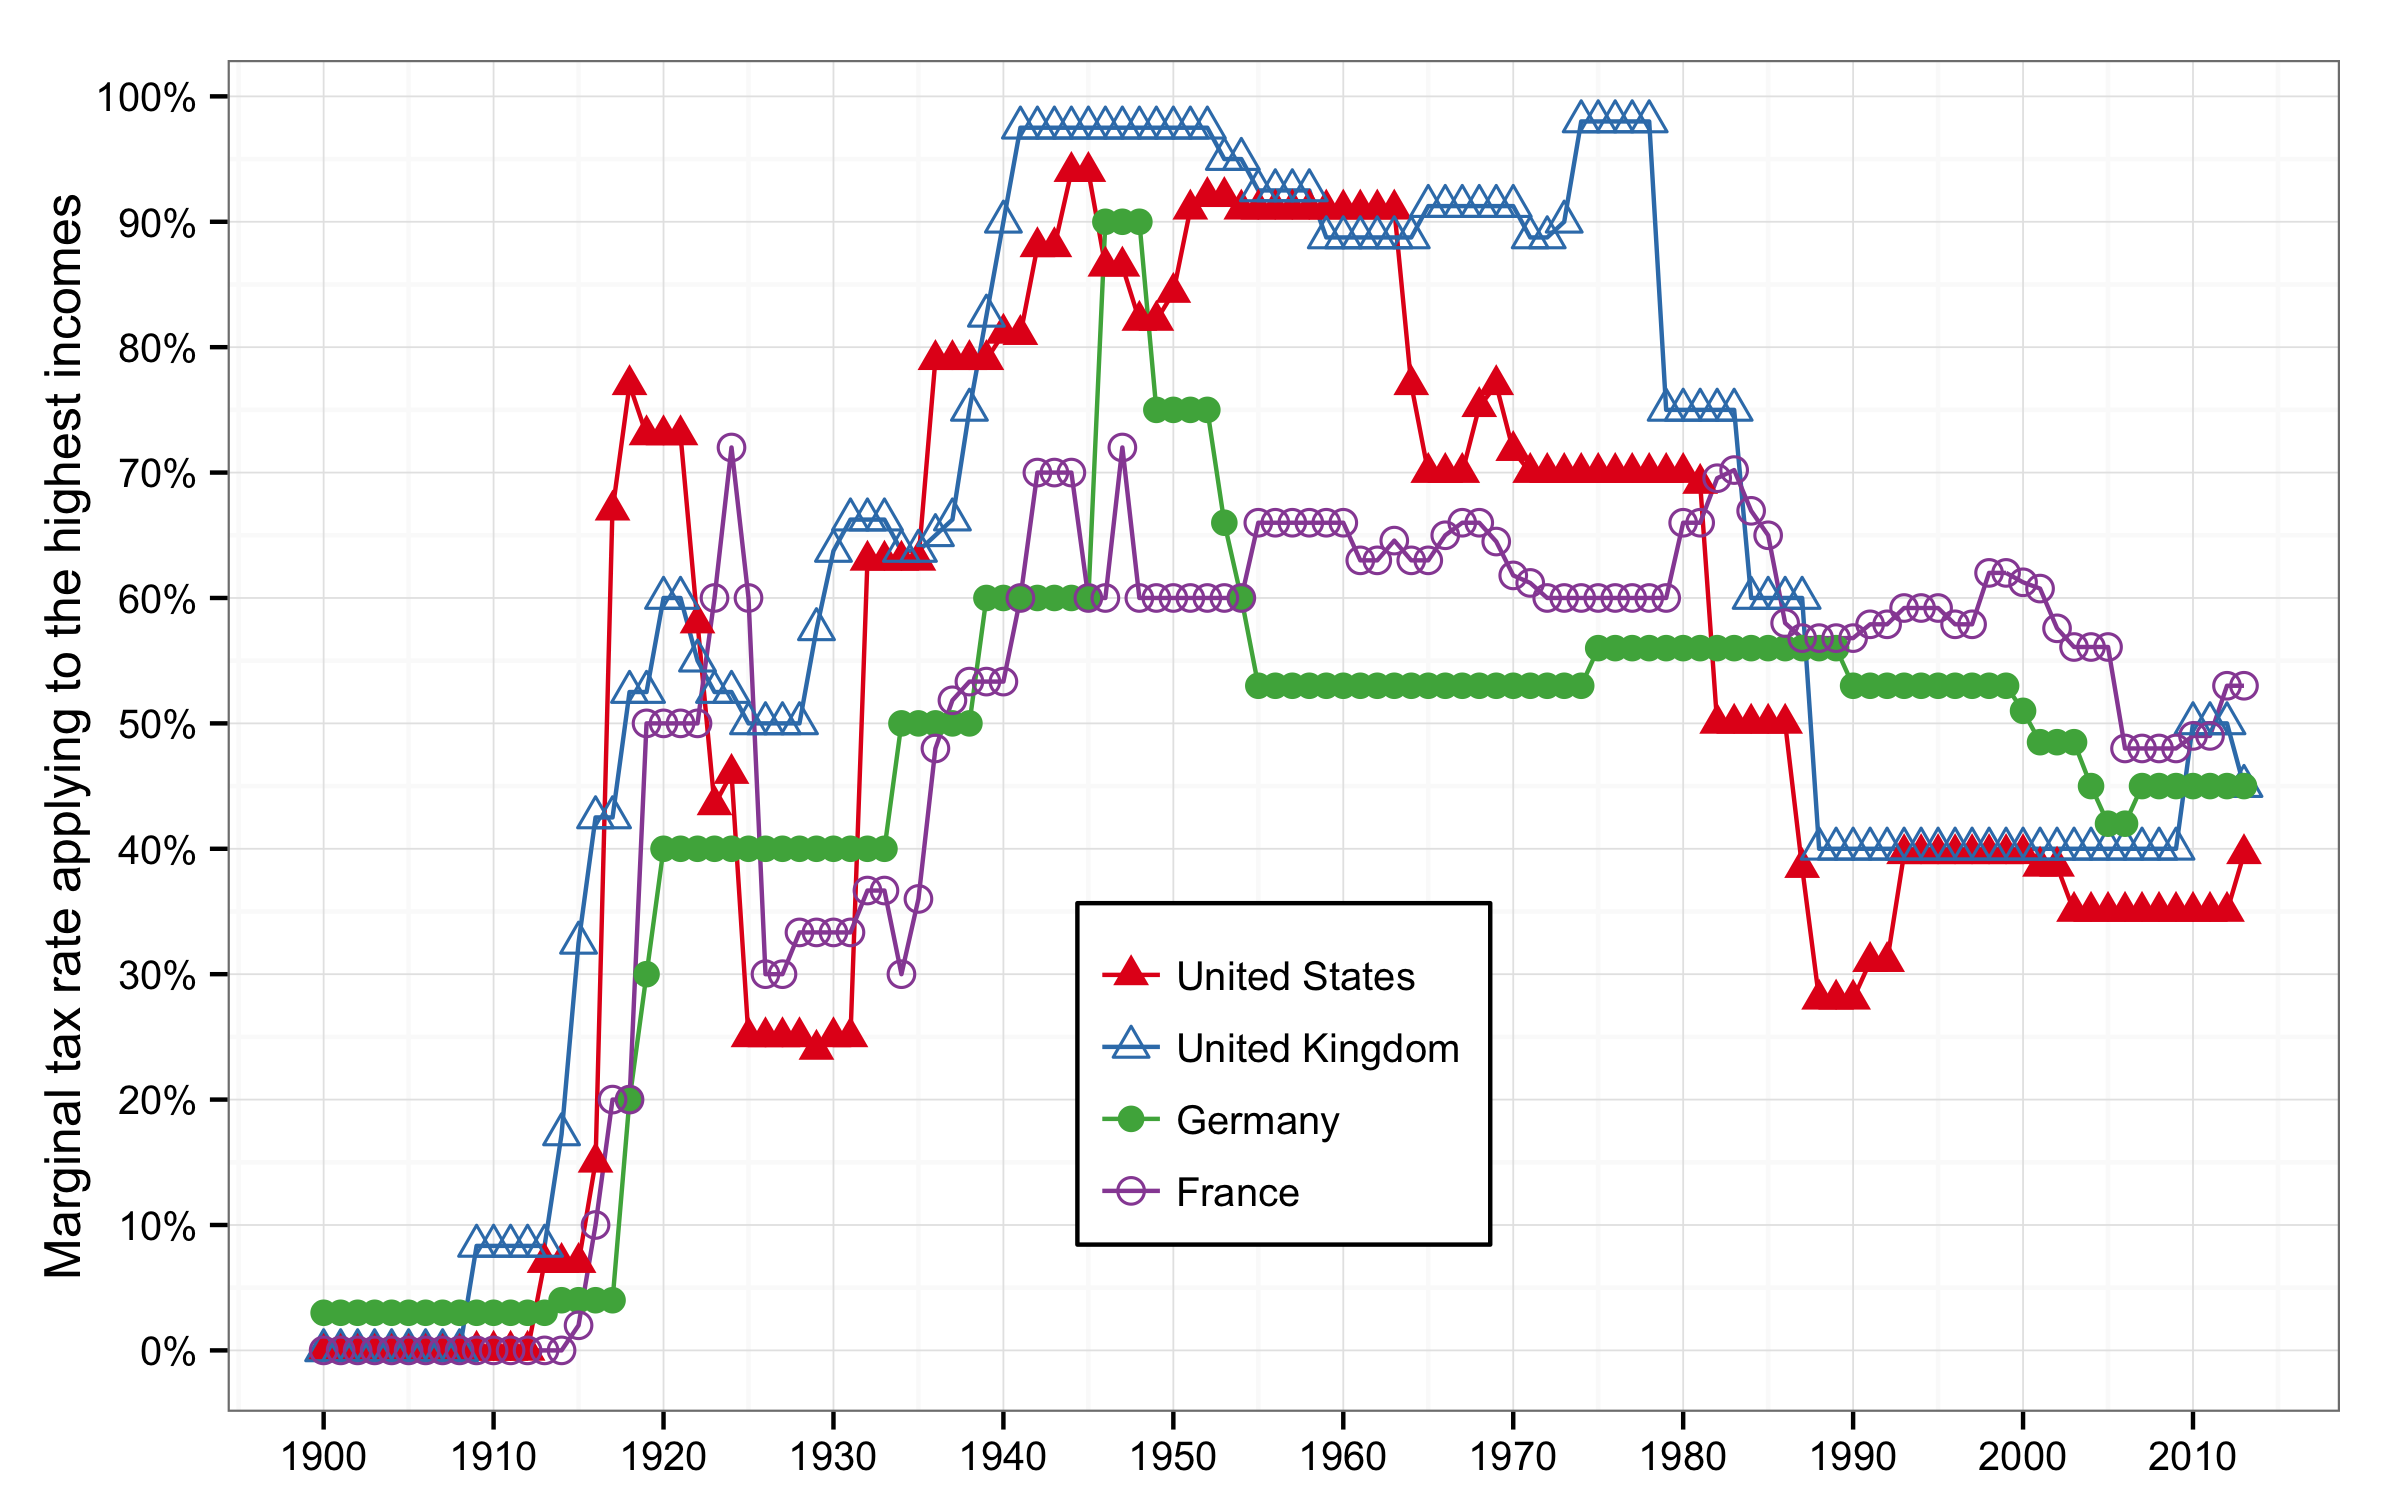 Marginal tax rate applying to the highest incomes
100%
90%
80%
70%
60%
50%
40%
30%
20%
10%
0%
United States
United Kingdom
Germany
France
1900 1910 1920 1930 1940 1950 1960 1970 1980 1990 2000 2010